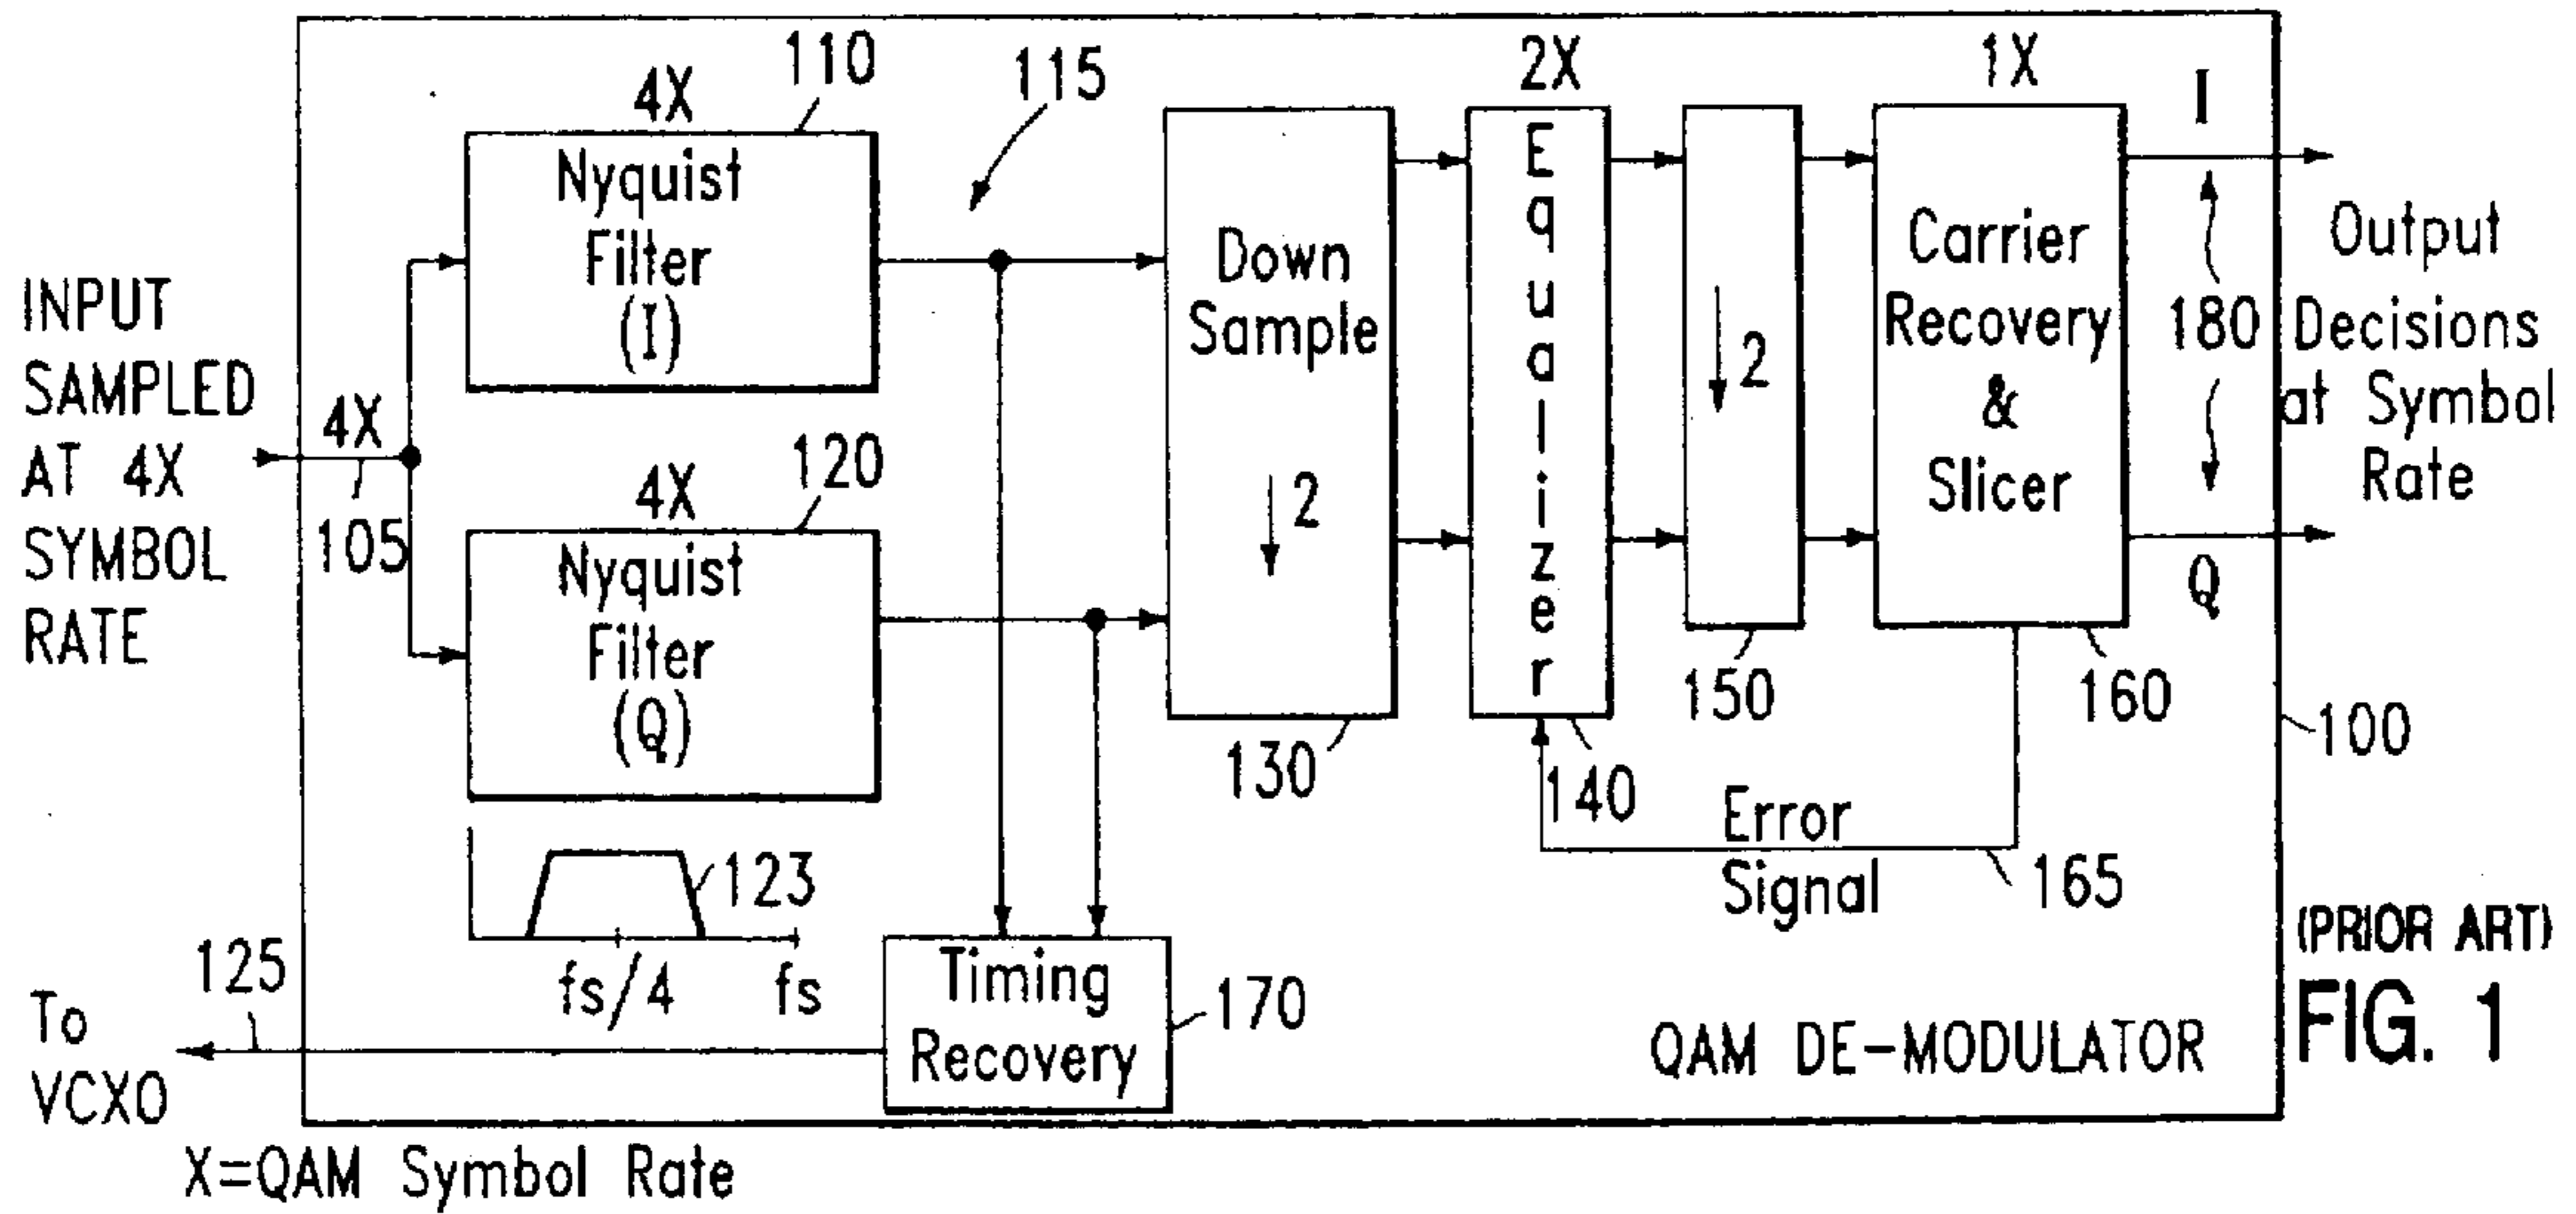 INPUT
SAMPLED
AT 4X
SYMBOL
RATE
4X
105
4X
110
Nyquist
Filter
(I)
4X
120
Nyquist
Filter
(Q)
115
123
fs/4
fs
125
To
VCXO
Timing
Recovery
170
Down
Sample
↓2
130
2X
Equalizer
140
↓2
150
1X
Carrier
Recovery
&
Slicer
160
Error
Signal
165
I
180
Q
Output
Decisions
at Symbol
Rate
100
QAM DE-MODULATOR
(PRIOR ART)
FIG. 1
X=QAM Symbol Rate